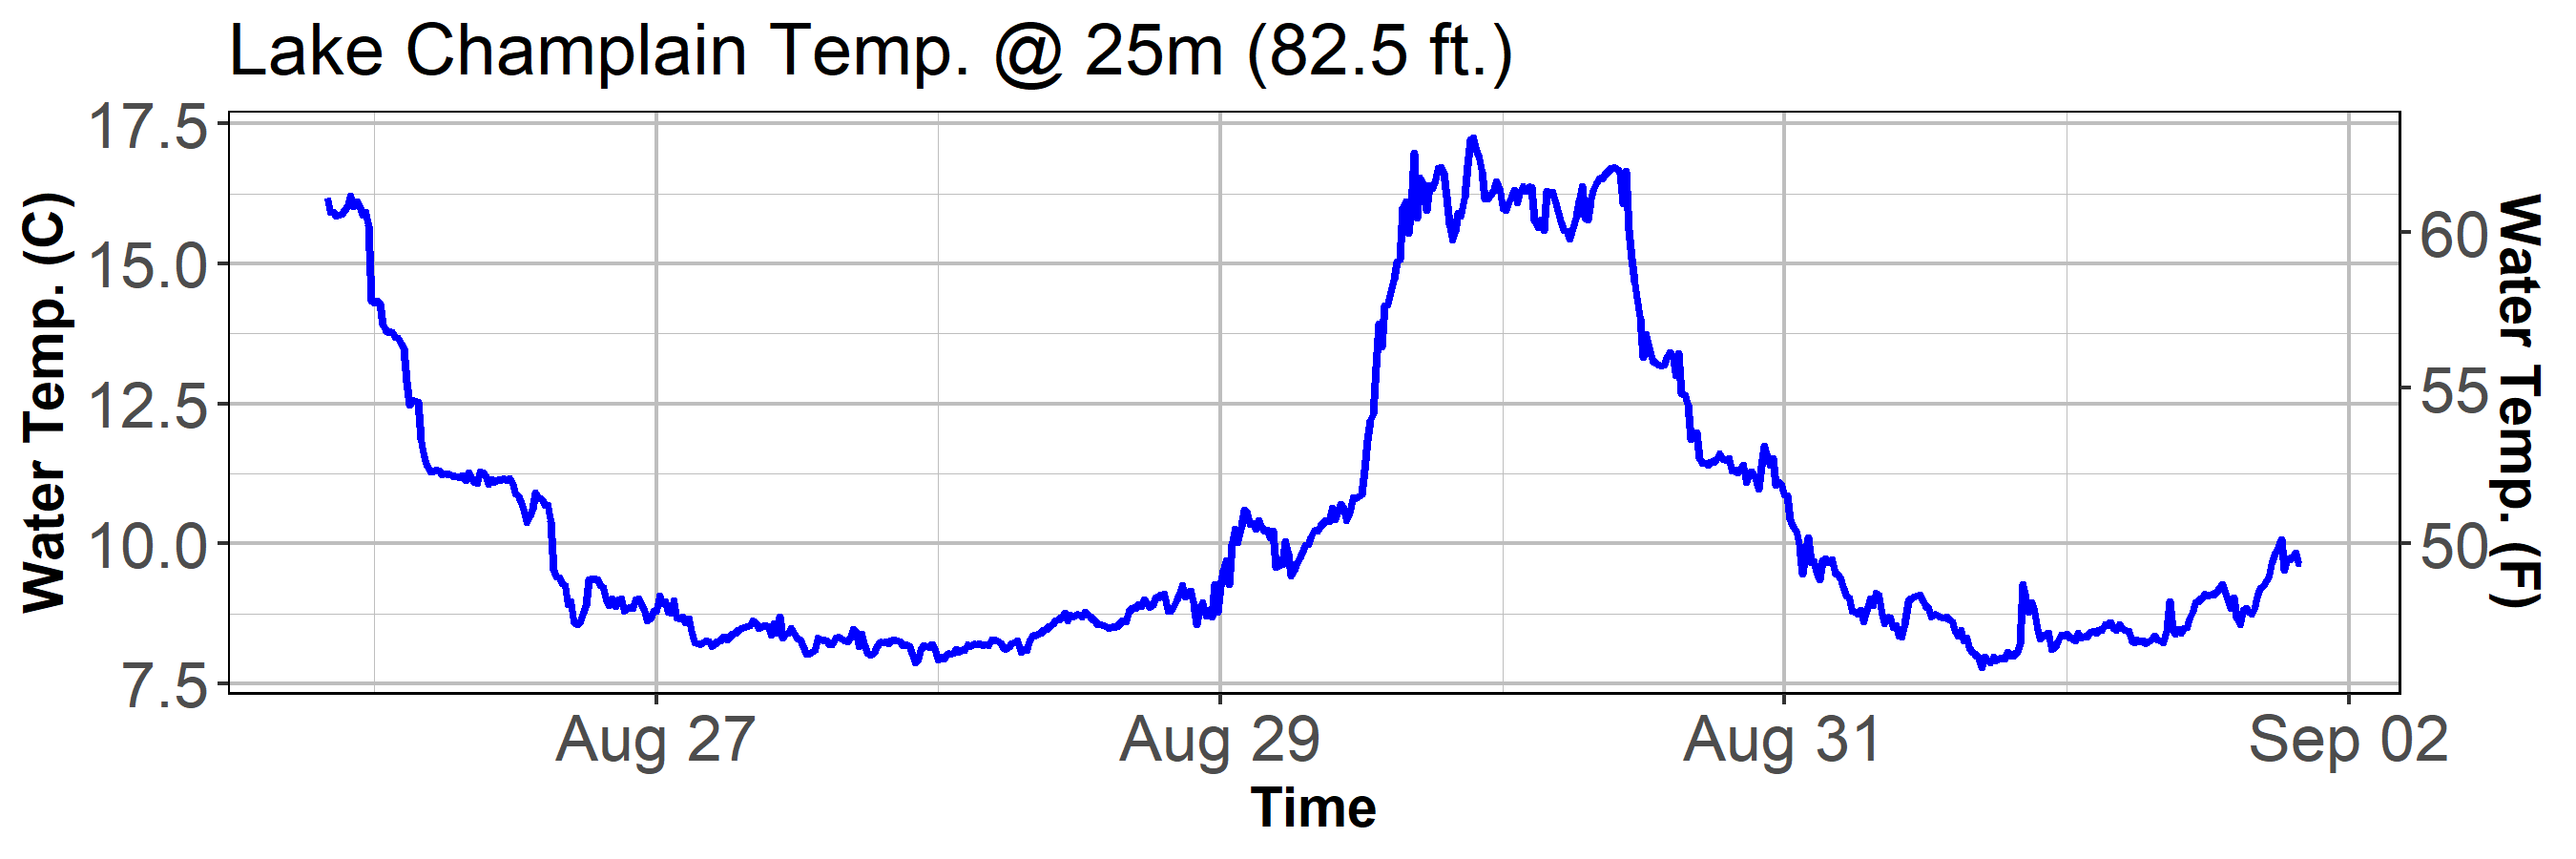 Lake Champlain Temp. @ 25m (82.5 ft.)
Water Temp. (C)
17.5
15.0
12.5
10.0
7.5
60
55
50
Water Temp. (F)
Aug 27
Aug 29
Aug 31
Sep 02
Time